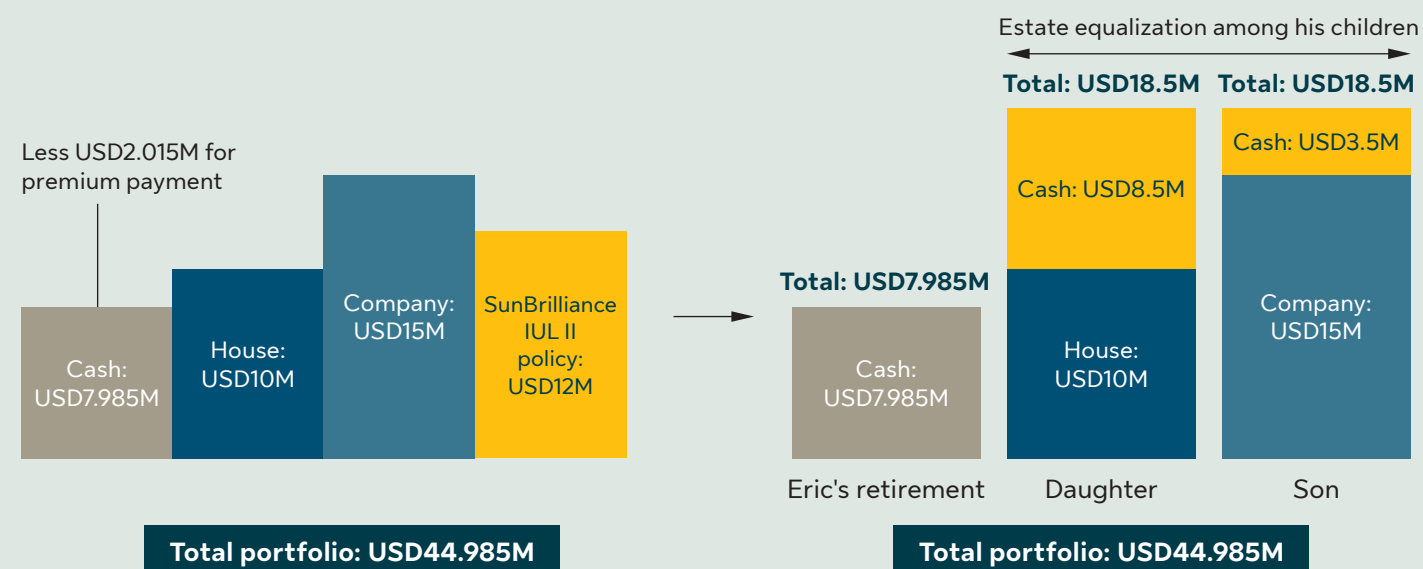 Less USD2.015M for
premium payment
Cash:
USD7.985M
House:
USD10M
Company:
USD15M
SunBrilliance
IUL II
policy:
USD12M
Total portfolio: USD44.985M
Estate equalization among his children
Total: USD7.985M
Cash:
USD7.985M
Eric's retirement
Total: USD18.5M
Cash: USD8.5M
House:
USD10M
Daughter
Total: USD18.5M
Cash: USD3.5M
Company:
USD15M
Son
Total portfolio: USD44.985M